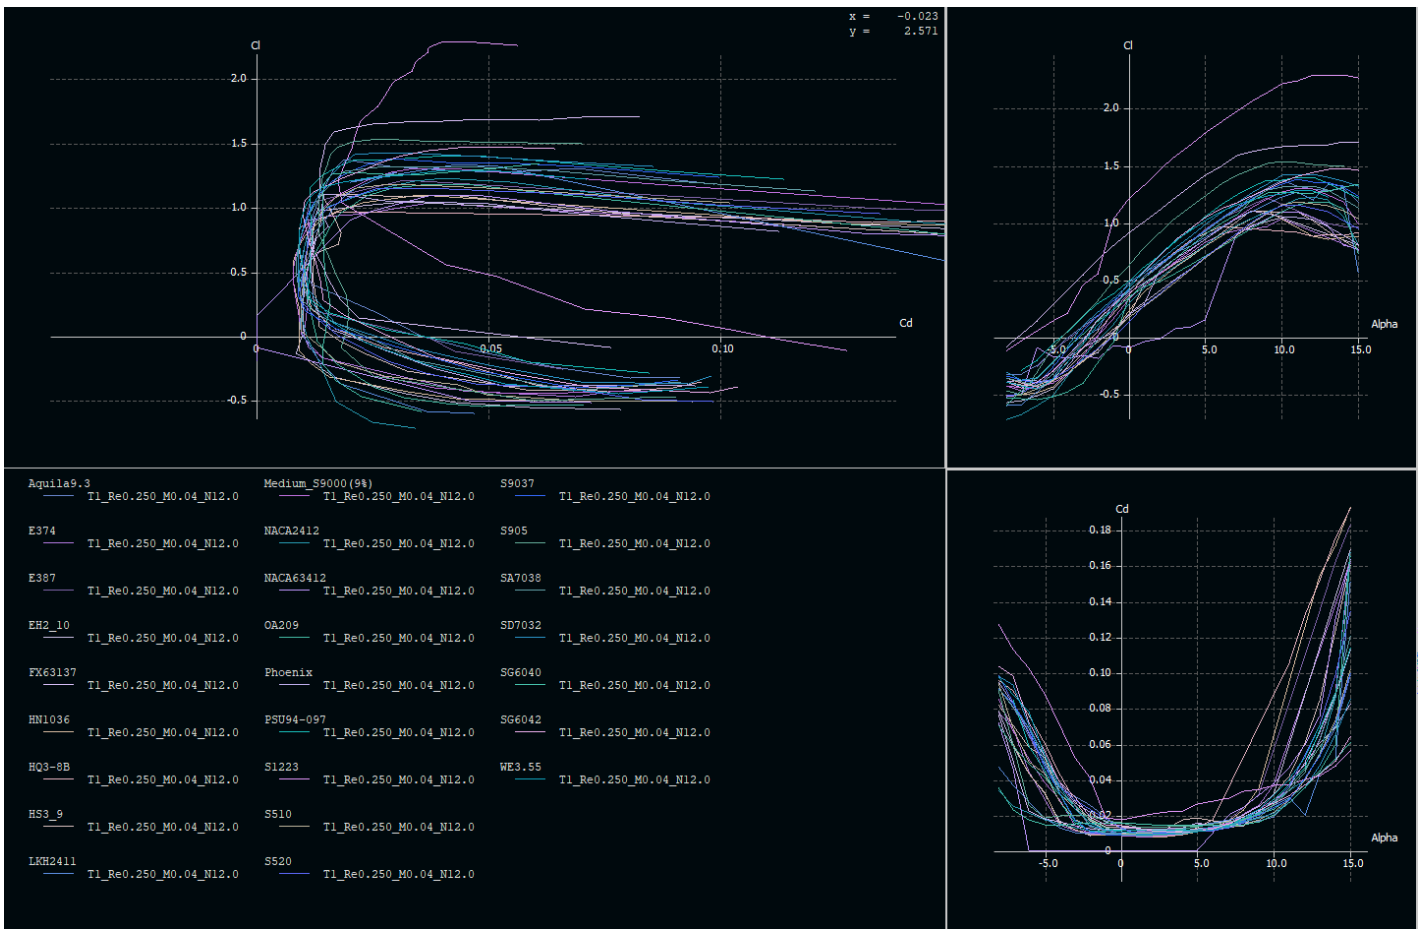 x = -0.023
y = 2.571
Cl
2.0
1.5
1.0
0.5
0
-0.5
0
0.05
0.10
Cd
Cl
2.0
1.5
1.0
0.5
0
-0.5
-5.0
0
5.0
10.0
15.0
Alpha
Aquila9.3
T1_Re0.250_M0.04_N12.0
E374
T1_Re0.250_M0.04_N12.0
E387
T1_Re0.250_M0.04_N12.0
EH2_10
T1_Re0.250_M0.04_N12.0
FX63137
T1_Re0.250_M0.04_N12.0
HN1036
T1_Re0.250_M0.04_N12.0
HQ3-8B
T1_Re0.250_M0.04_N12.0
HS3_9
T1_Re0.250_M0.04_N12.0
LKH2411
T1_Re0.250_M0.04_N12.0
Medium_S9000(9%)
T1_Re0.250_M0.04_N12.0
NACA2412
T1_Re0.250_M0.04_N12.0
NACA63412
T1_Re0.250_M0.04_N12.0
OA209
T1_Re0.250_M0.04_N12.0
Phoenix
T1_Re0.250_M0.04_N12.0
PSU94-097
T1_Re0.250_M0.04_N12.0
S1223
T1_Re0.250_M0.04_N12.0
S510
T1_Re0.250_M0.04_N12.0
S520
T1_Re0.250_M0.04_N12.0
S9037
T1_Re0.250_M0.04_N12.0
S905
T1_Re0.250_M0.04_N12.0
SA7038
T1_Re0.250_M0.04_N12.0
SD7032
T1_Re0.250_M0.04_N12.0
SG6040
T1_Re0.250_M0.04_N12.0
SG6042
T1_Re0.250_M0.04_N12.0
WE3.55
T1_Re0.250_M0.04_N12.0
Cd
0.18
0.16
0.14
0.12
0.10
0.08
0.06
0.04
0.02
0
-5.0
0
5.0
10.0
15.0
Alpha